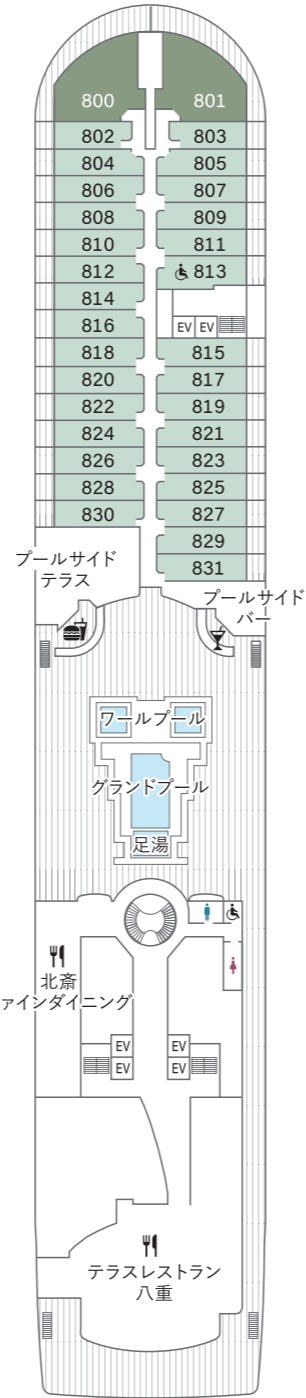 800 801
802 803
804 805
806 807
808 809
810 811
812 813
814
816 EV EV
818 815
820 817
822 819
824 821
826 823
828 825
830 827
829
831
プールサイド
テラス
プールサイド
バー
ワールプール
グランドプール
足湯
北斎
ァインダイニング
EV EV
EV EV
テラスレストラン
八重